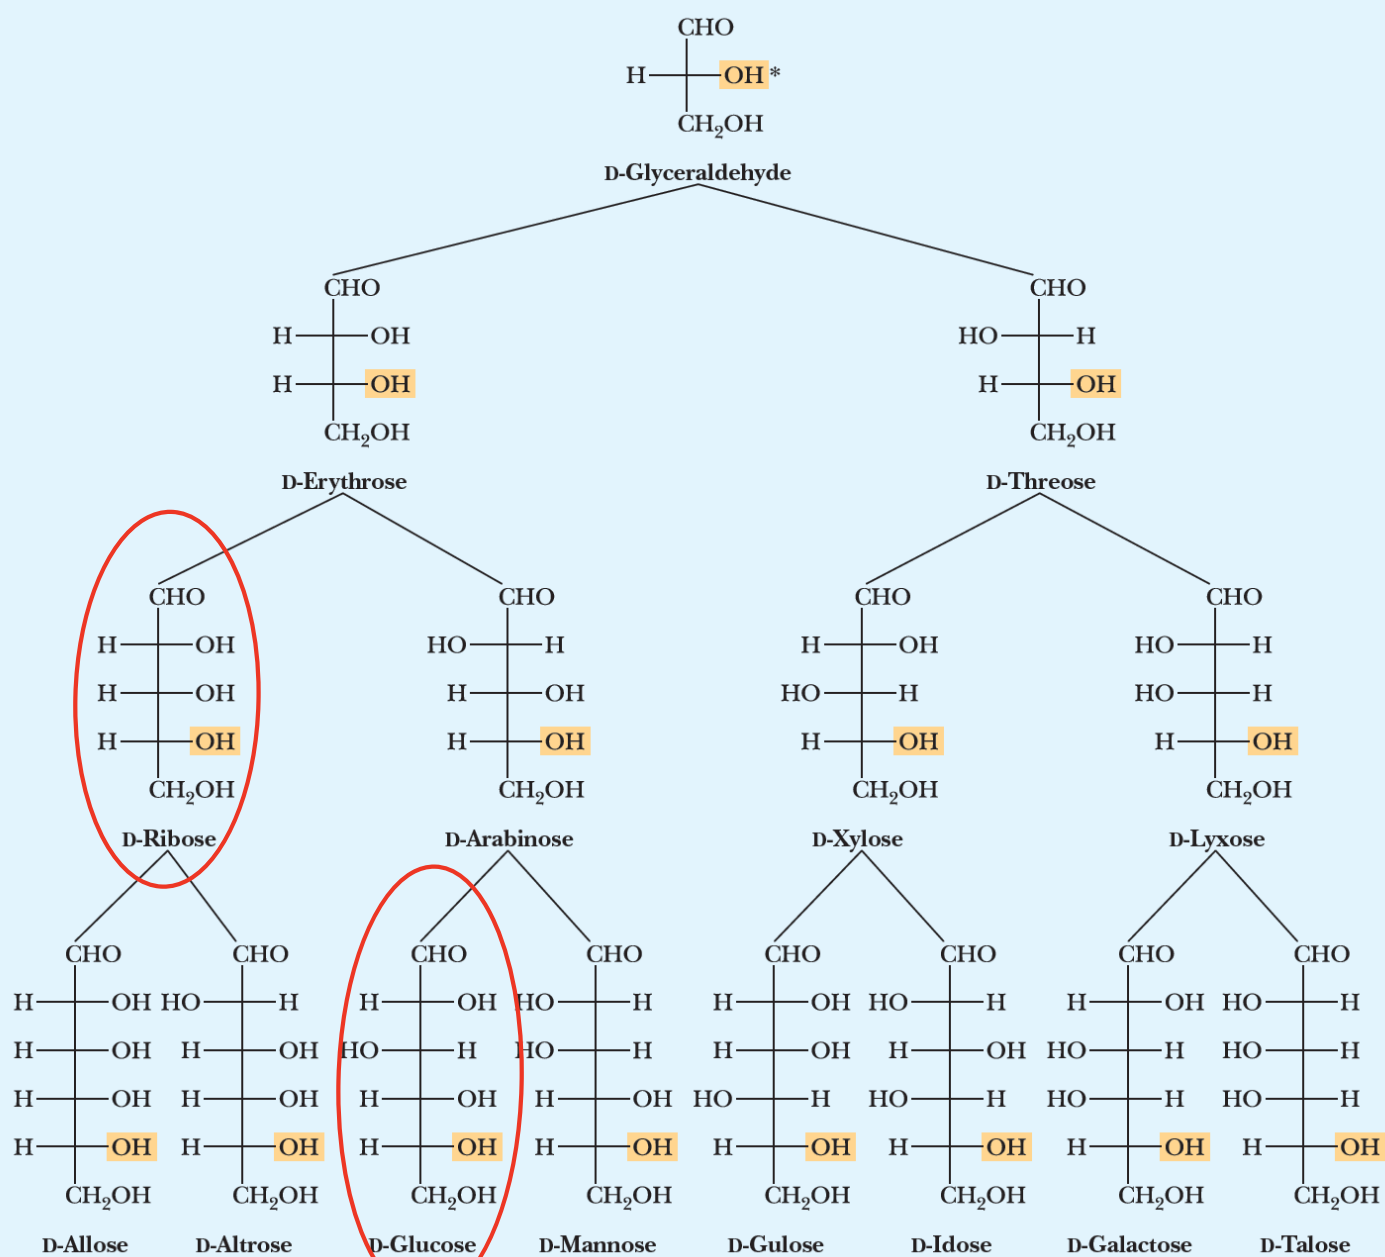 CHO
H OH*
CH₂OH
D-Glyceraldehyde
CHO CHO
H OH HO H
H OH H OH
CH₂OH CH₂OH
D-Erythrose D-Threose
CHO CHO CHO CHO
H OH HO H H OH HO H
H OH H OH HO H HO H
H OH H OH H OH H OH
CH₂OH CH₂OH CH₂OH CH₂OH
D-Ribose D-Arabinose D-Xylose D-Lyxose
CHO CHO CHO CHO CHO CHO CHO CHO
H OH HO H H OH HO H H OH HO H H OH HO H
H OH H OH HO H HO H H OH H OH HO H HO H
H OH H OH H OH H OH HO H HO H HO H HO H
H OH H OH H OH H OH H OH H OH H OH H OH
CH₂OH CH₂OH CH₂OH CH₂OH CH₂OH CH₂OH CH₂OH CH₂OH
D-Allose D-Altrose D-Glucose D-Mannose D-Gulose D-Idose D-Galactose D-Talose